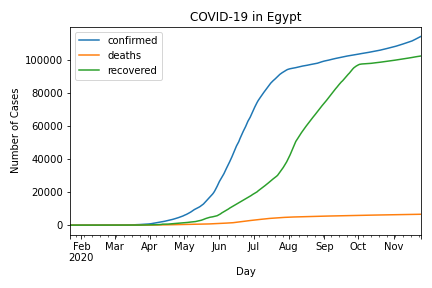 COVID-19 in Egypt
confirmed
deaths
recovered
Number of Cases
100000
80000
60000
40000
20000
0
Feb Mar Apr May Jun Jul Aug Sep Oct Nov
2020
Day